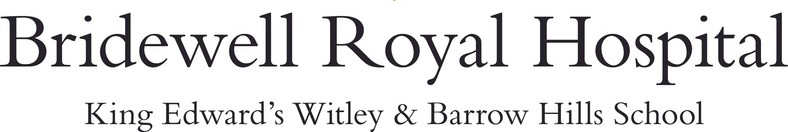 Bridewell Royal Hospital
King Edward’s Witley & Barrow Hills School